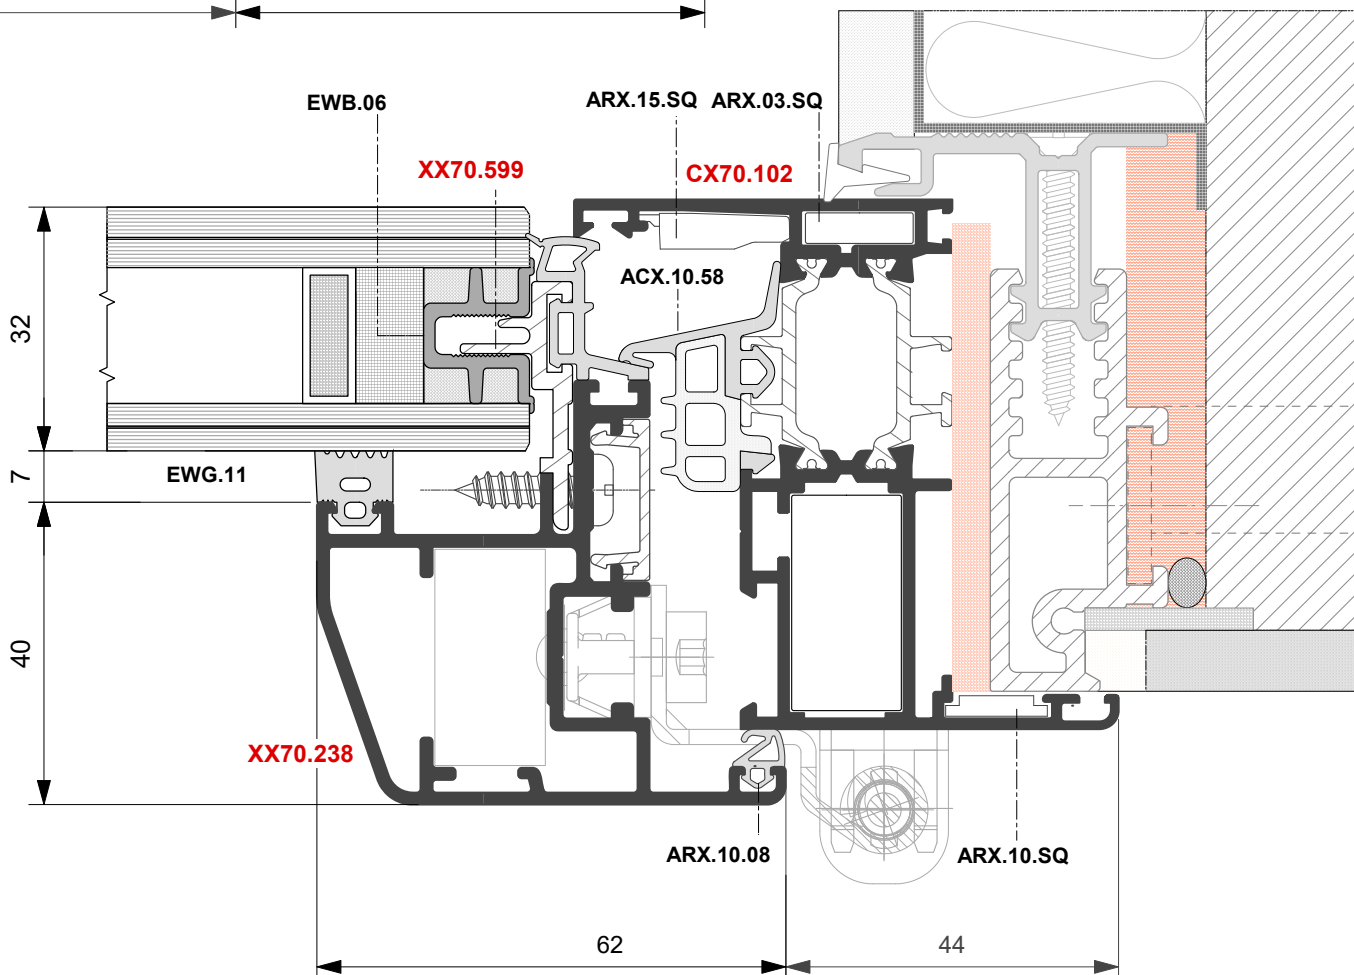 EWB.06
ARX.15.SQ ARX.03.SQ
XX70.599
CX70.102
ACX.10.58
32
7
EWG.11
40
XX70.238
ARX.10.08
ARX.10.SQ
62
44